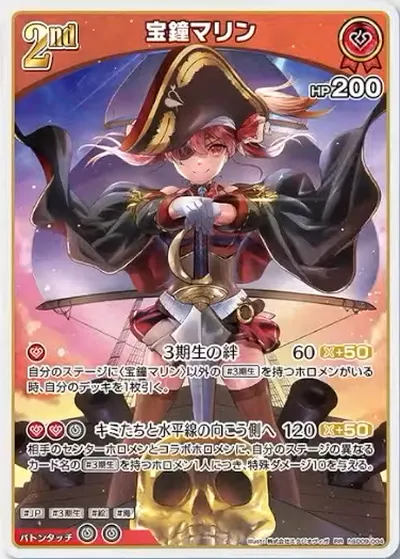 2nd
宝鐘マリン
HP200
3期生の絆 60 +50
自分のステージに〈宝鐘マリン〉以外の#3期生を持つホロメンがいる
時、自分のデッキを1枚引く。
キミたちと水平線の向こう側へ 120 +50
相手のセンターホロメンとコラボホロメンに、自分のステージの異なる
カード名の#3期生を持つホロメン1人につき、特殊ダメージ10を与える。
#JP #3期生 #絵 #海
バトンタッチ
Illust: RR hSD09-004